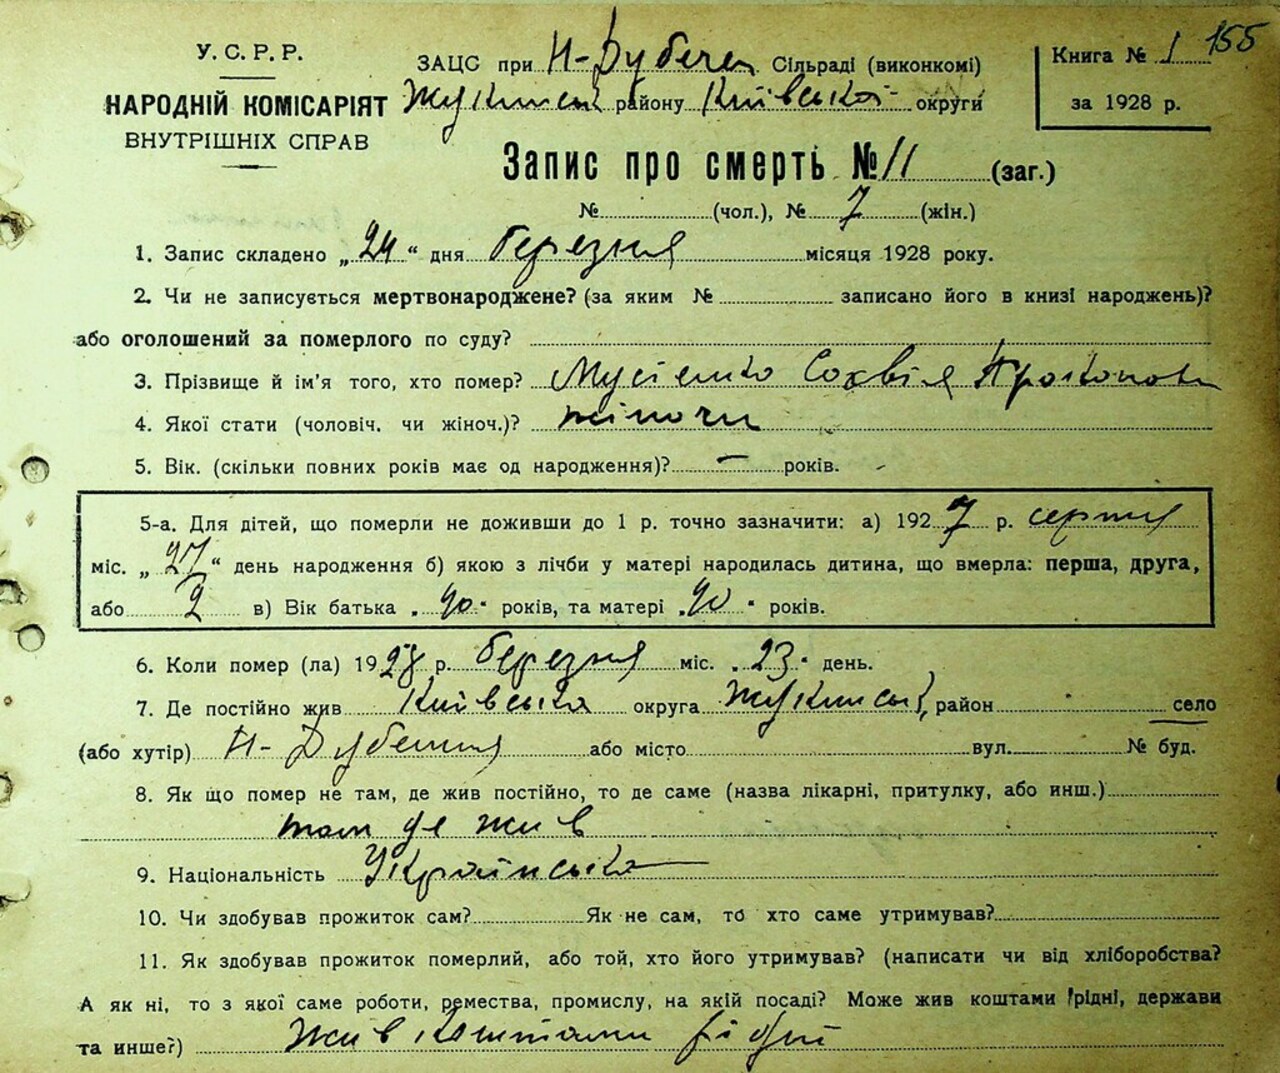 155
У. С. Р. Р.
НАРОДНІЙ КОМІСАРІЯТ
ВНУТРІШНІХ СПРАВ
ЗАЦС при Н-Дубеча Сільраді (виконкомі)
Жукинськ району Київської округи
Книга № 1
за 1928 р.
Запис про смерть № 11 (заг.)
№ (чол.), № 7 (жін.)
1. Запис складено „24“ дня березня місяця 1928 року.
2. Чи не записується мертвонароджене? (за яким № записано його в книзі народжень)?
або оголошений за померлого по суду?
3. Прізвище й ім'я того, хто помер? Мусіенко Сохвія Прокопова
4. Якої стати (чоловіч. чи жіноч.)? жіночи
5. Вік. (скільки повних років має од народження)? — років.
5-а. Для дітей, що померли не доживши до 1 р. точно зазначити: а) 1927 р. серпня
міс. „27“ день народження б) якою з лічби у матері народилась дитина, що вмерла: перша, друга,
або 9 в) Вік батька „40“ років, та матері „40“ років.
6. Коли помер (ла) 1928 р. березня міс. „23“ день.
7. Де постійно жив Київська округа Жукинськ район село
(або хутір) Н-Дубечня або місто вул. № буд.
8. Як що помер не там, де жив постійно, то де саме (назва лікарні, притулку, або инш.)
там де жив
9. Національність Українська
10. Чи здобував прожиток сам? Як не сам, то хто саме утримував?
11. Як здобував прожиток померлий, або той, хто його утримував? (написати чи від хліборобства?
А як ні, то з якої саме роботи, ремества, промислу, на якій посаді? Може жив коштами рідні, держави
та инше?) Жив коштами рідні